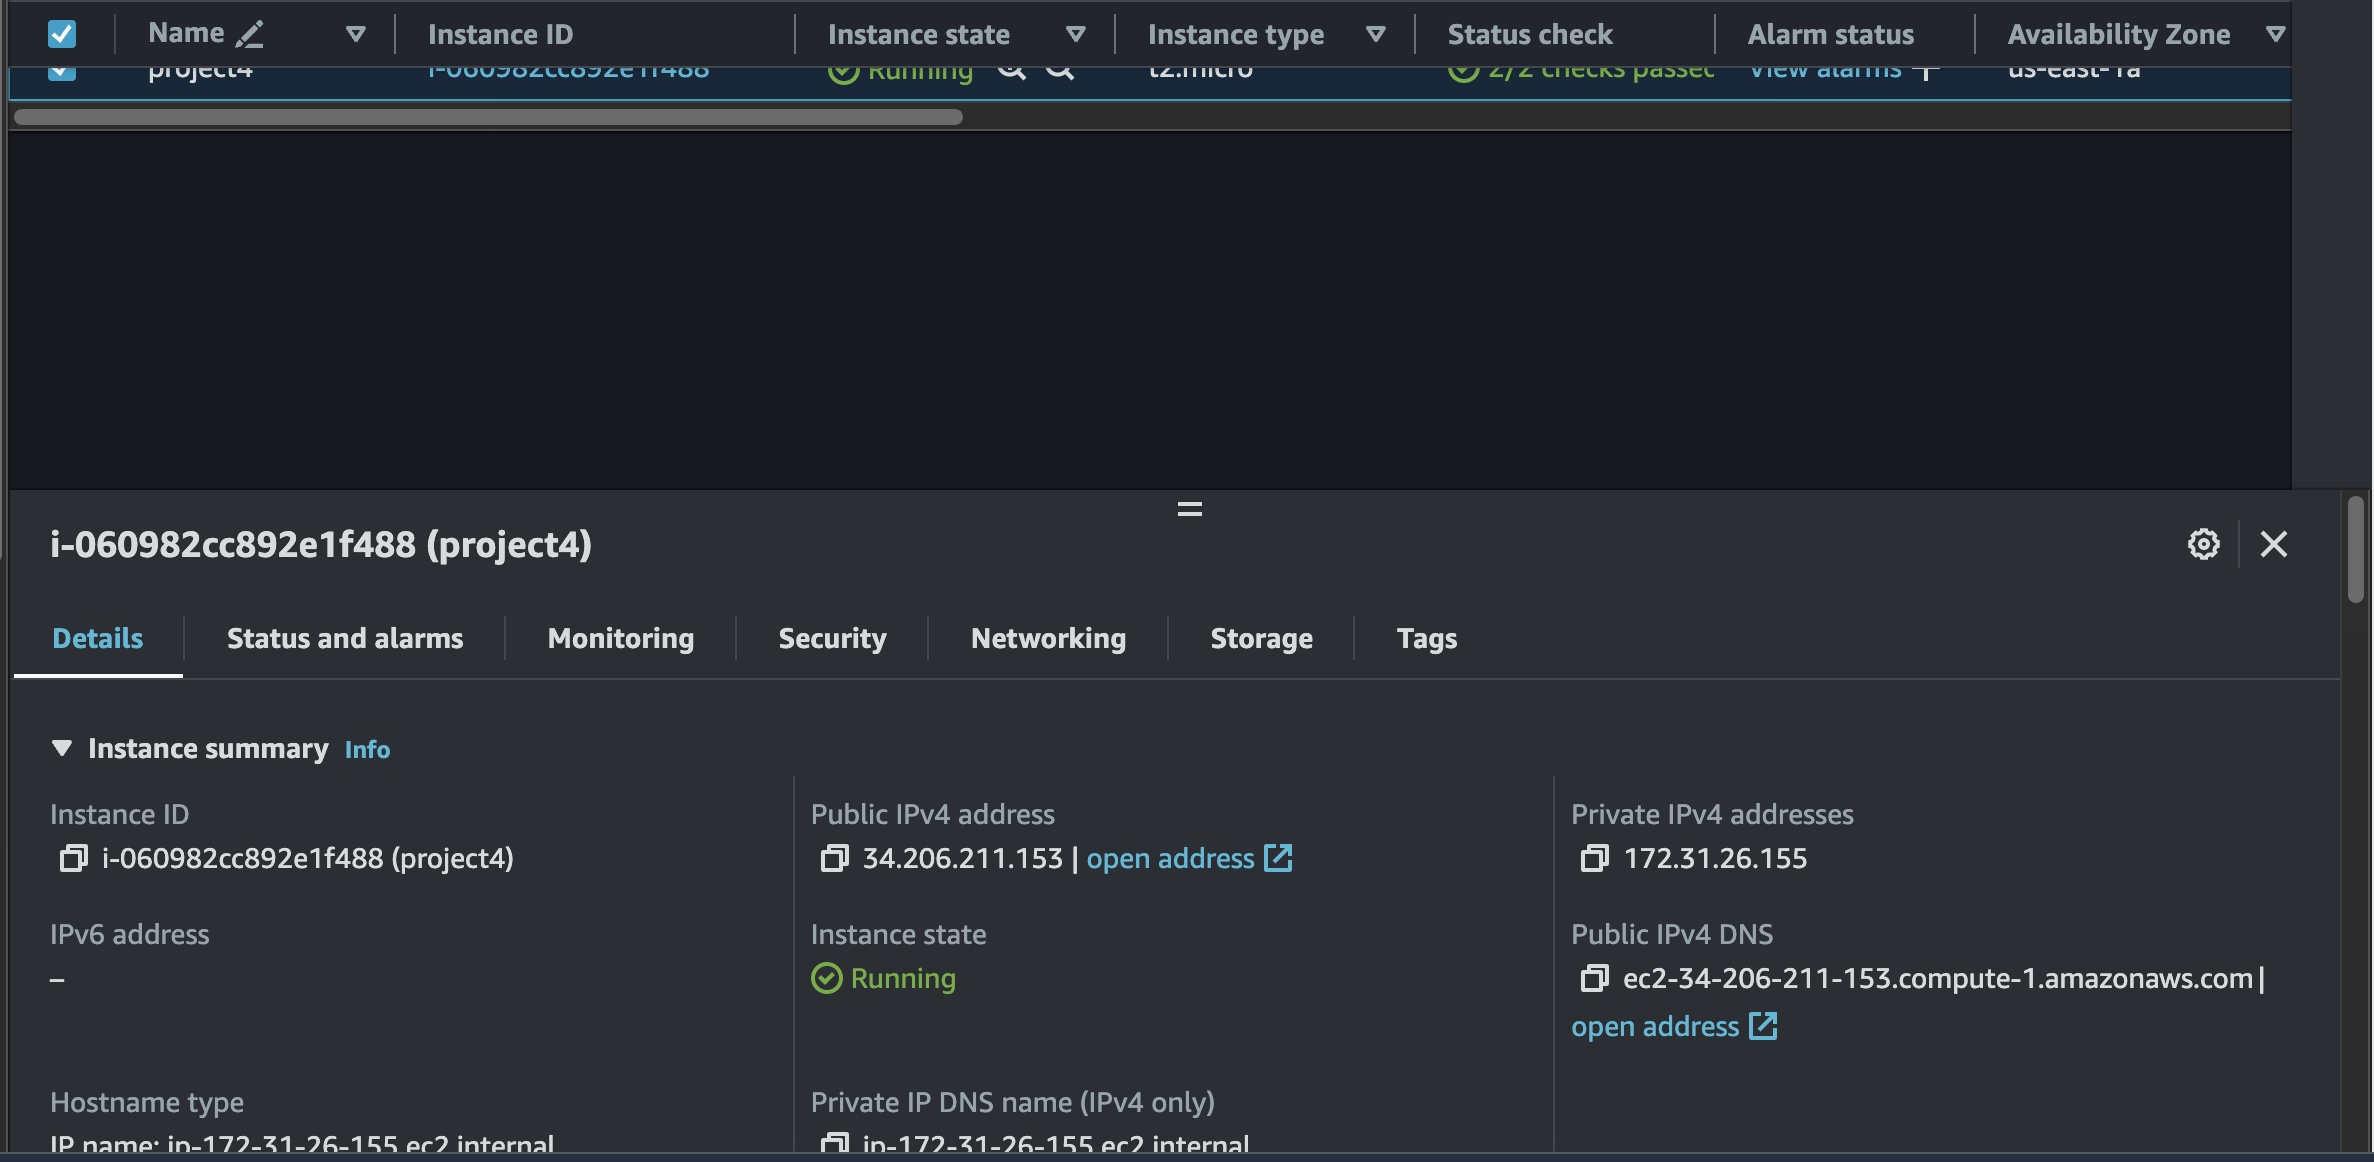 Name Instance ID Instance state Instance type Status check Alarm status Availability Zone
project4 i-060982cc892e1f488 Running t2.micro 2/2 checks passed View alarms + us-east-1a
i-060982cc892e1f488 (project4)
Details Status and alarms Monitoring Security Networking Storage Tags
Instance summary Info
Instance ID
i-060982cc892e1f488 (project4)
Public IPv4 address
34.206.211.153 | open address
Private IPv4 addresses
172.31.26.155
IPv6 address
–
Instance state
Running
Public IPv4 DNS
ec2-34-206-211-153.compute-1.amazonaws.com |
open address
Hostname type
IP name: ip-172-31-26-155.ec2.internal
Private IP DNS name (IPv4 only)
ip-172-31-26-155.ec2.internal